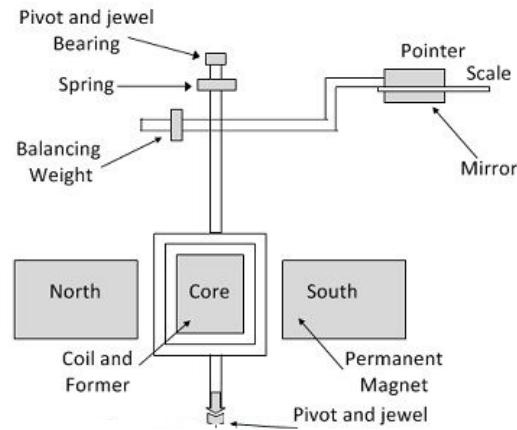 Pivot and jewel
Bearing
Pointer
Scale
Spring
Balancing
Weight
Mirror
North
Core
South
Coil and
Former
Permanent
Magnet
Pivot and jewel